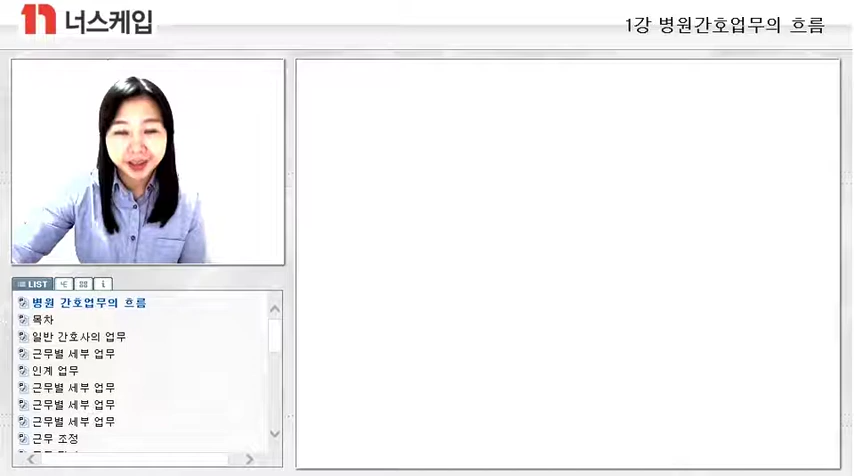 너스케입
1강 병원간호업무의 흐름
LIST
병원 간호업무의 흐름
목차
일반 간호사의 업무
근무별 세부 업무
인계 업무
근무별 세부 업무
근무별 세부 업무
근무별 세부 업무
근무 조정